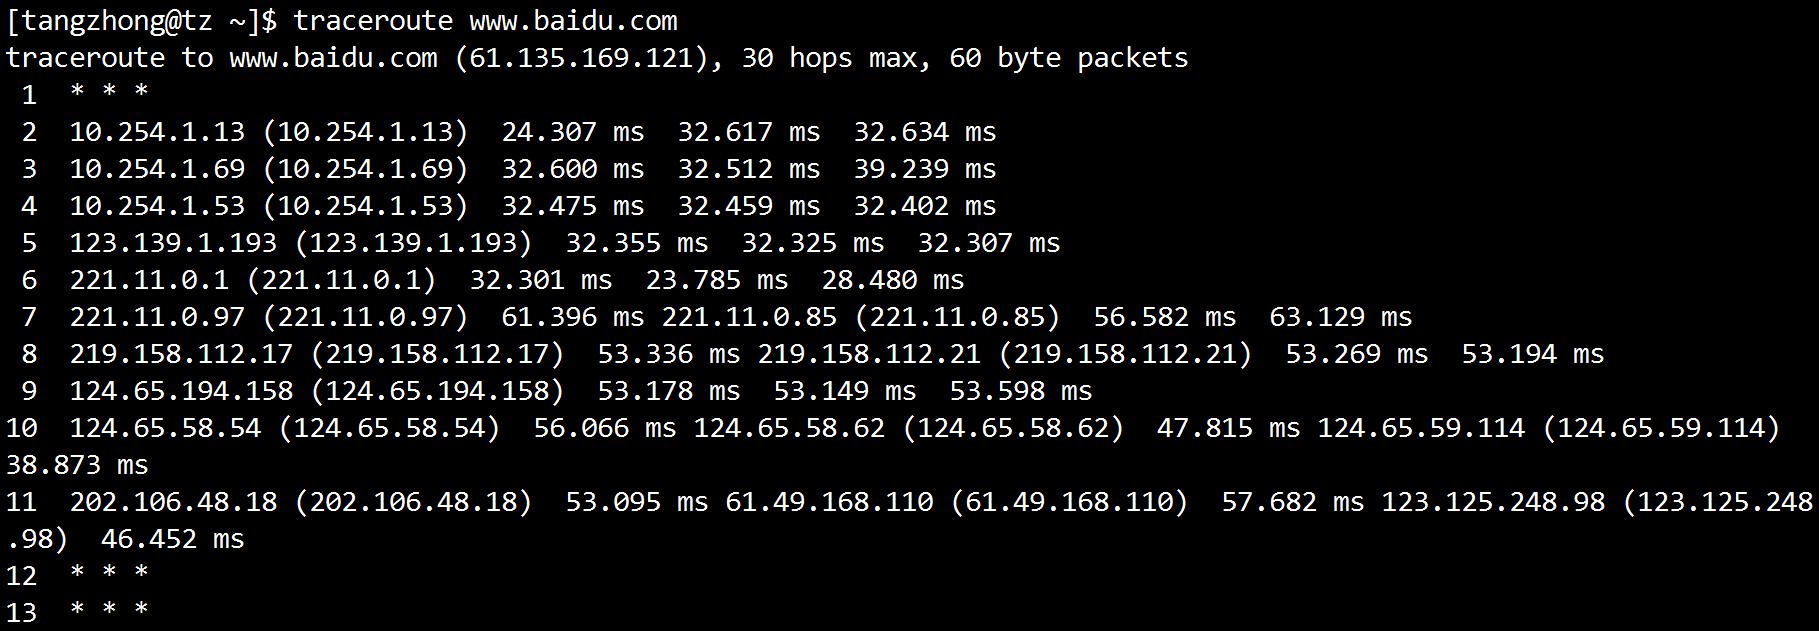 [tangzhong@tz ~]$ traceroute www.baidu.com
traceroute to www.baidu.com (61.135.169.121), 30 hops max, 60 byte packets
 1  * * *
 2  10.254.1.13 (10.254.1.13)  24.307 ms  32.617 ms  32.634 ms
 3  10.254.1.69 (10.254.1.69)  32.600 ms  32.512 ms  39.239 ms
 4  10.254.1.53 (10.254.1.53)  32.475 ms  32.459 ms  32.402 ms
 5  123.139.1.193 (123.139.1.193)  32.355 ms  32.325 ms  32.307 ms
 6  221.11.0.1 (221.11.0.1)  32.301 ms  23.785 ms  28.480 ms
 7  221.11.0.97 (221.11.0.97)  61.396 ms 221.11.0.85 (221.11.0.85)  56.582 ms  63.129 ms
 8  219.158.112.17 (219.158.112.17)  53.336 ms 219.158.112.21 (219.158.112.21)  53.269 ms  53.194 ms
 9  124.65.194.158 (124.65.194.158)  53.178 ms  53.149 ms  53.598 ms
10  124.65.58.54 (124.65.58.54)  56.066 ms 124.65.58.62 (124.65.58.62)  47.815 ms 124.65.59.114 (124.65.59.114)
38.873 ms
11  202.106.48.18 (202.106.48.18)  53.095 ms 61.49.168.110 (61.49.168.110)  57.682 ms 123.125.248.98 (123.125.248
.98)  46.452 ms
12  * * *
13  * * *